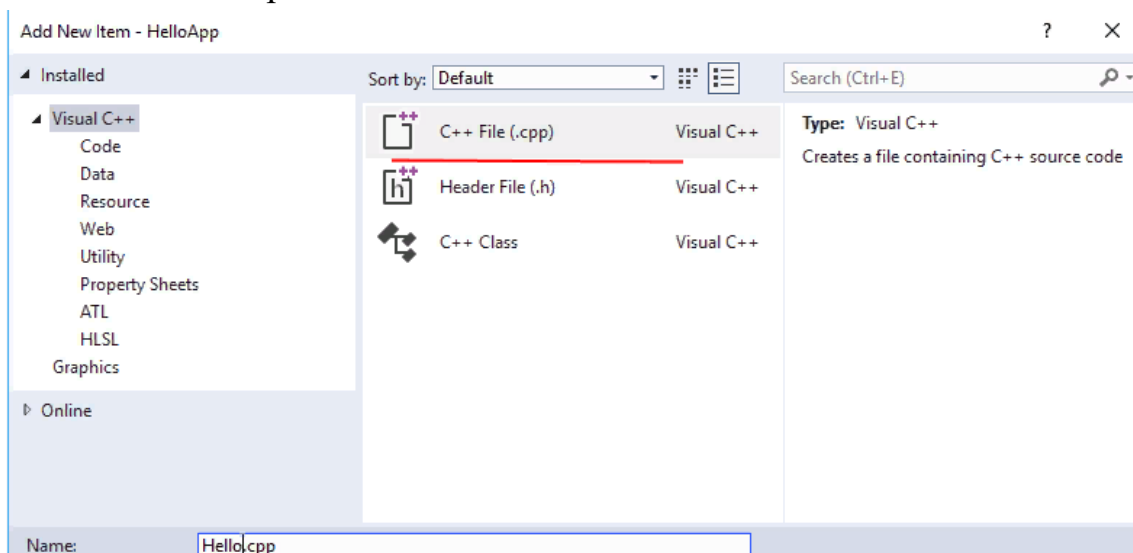 Add New Item - HelloApp
?
Installed
Sort by: Default
Search (Ctrl+E)
Visual C++
Code
Data
Resource
Web
Utility
Property Sheets
ATL
HLSL
Graphics
Online
C++ File (.cpp) Visual C++
Header File (.h) Visual C++
C++ Class Visual C++
Type: Visual C++
Creates a file containing C++ source code
Name: Hello.cpp